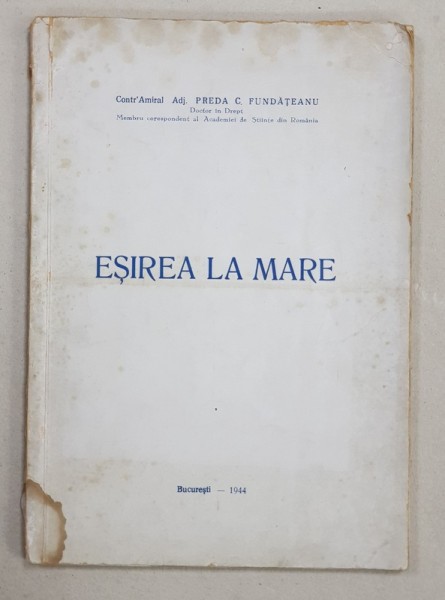 Contr'Amiral Adj. PREDA C. FUNDĂȚEANU
Doctor în Drept
Membru corespondent al Academiei de Științe din România
EȘIREA LA MARE
București — 1944